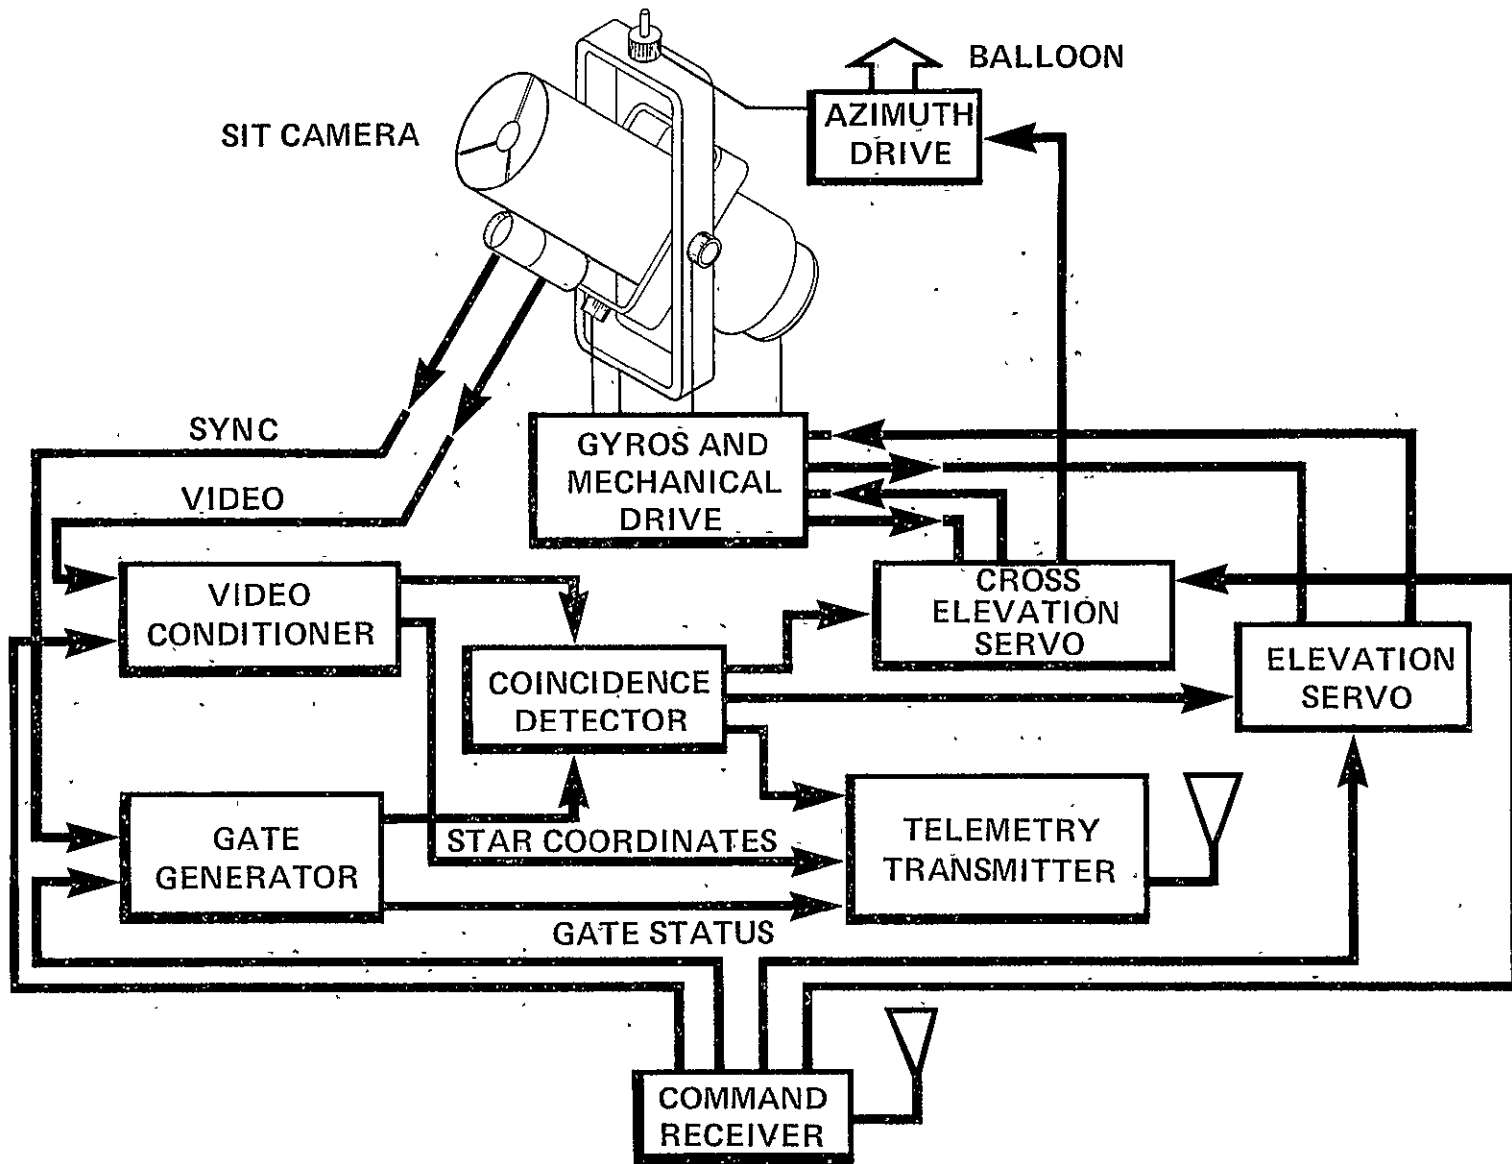 BALLOON
SIT CAMERA
AZIMUTH
DRIVE
SYNC
VIDEO
GYROS AND
MECHANICAL
DRIVE
VIDEO
CONDITIONER
CROSS
ELEVATION
SERVO
ELEVATION
SERVO
COINCIDENCE
DETECTOR
GATE
GENERATOR
STAR COORDINATES
TELEMETRY
TRANSMITTER
GATE STATUS
COMMAND
RECEIVER